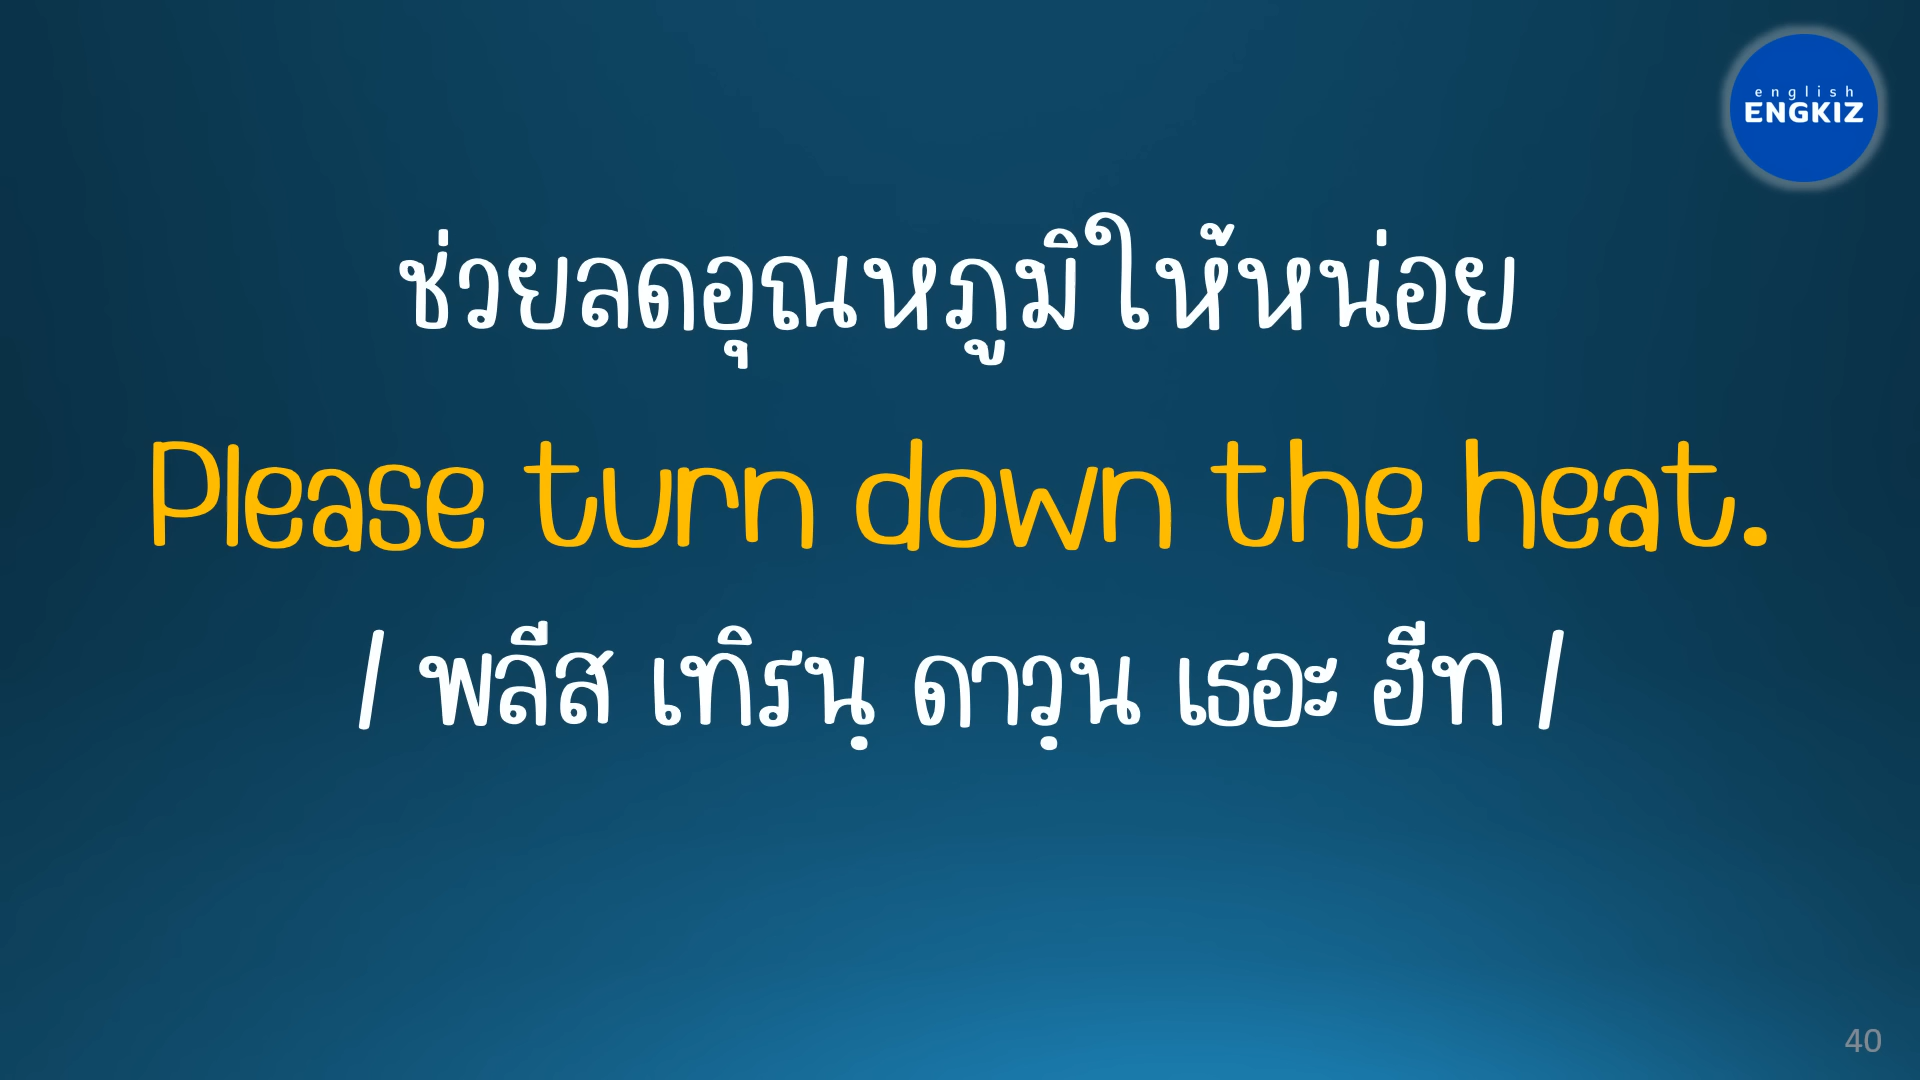 english
ENGKIZ
ช่วยลดอุณหภูมิให้หน่อย
Please turn down the heat.
/ พลีส เทิรนฺ ดาวฺน เธอะ ฮีท /
40